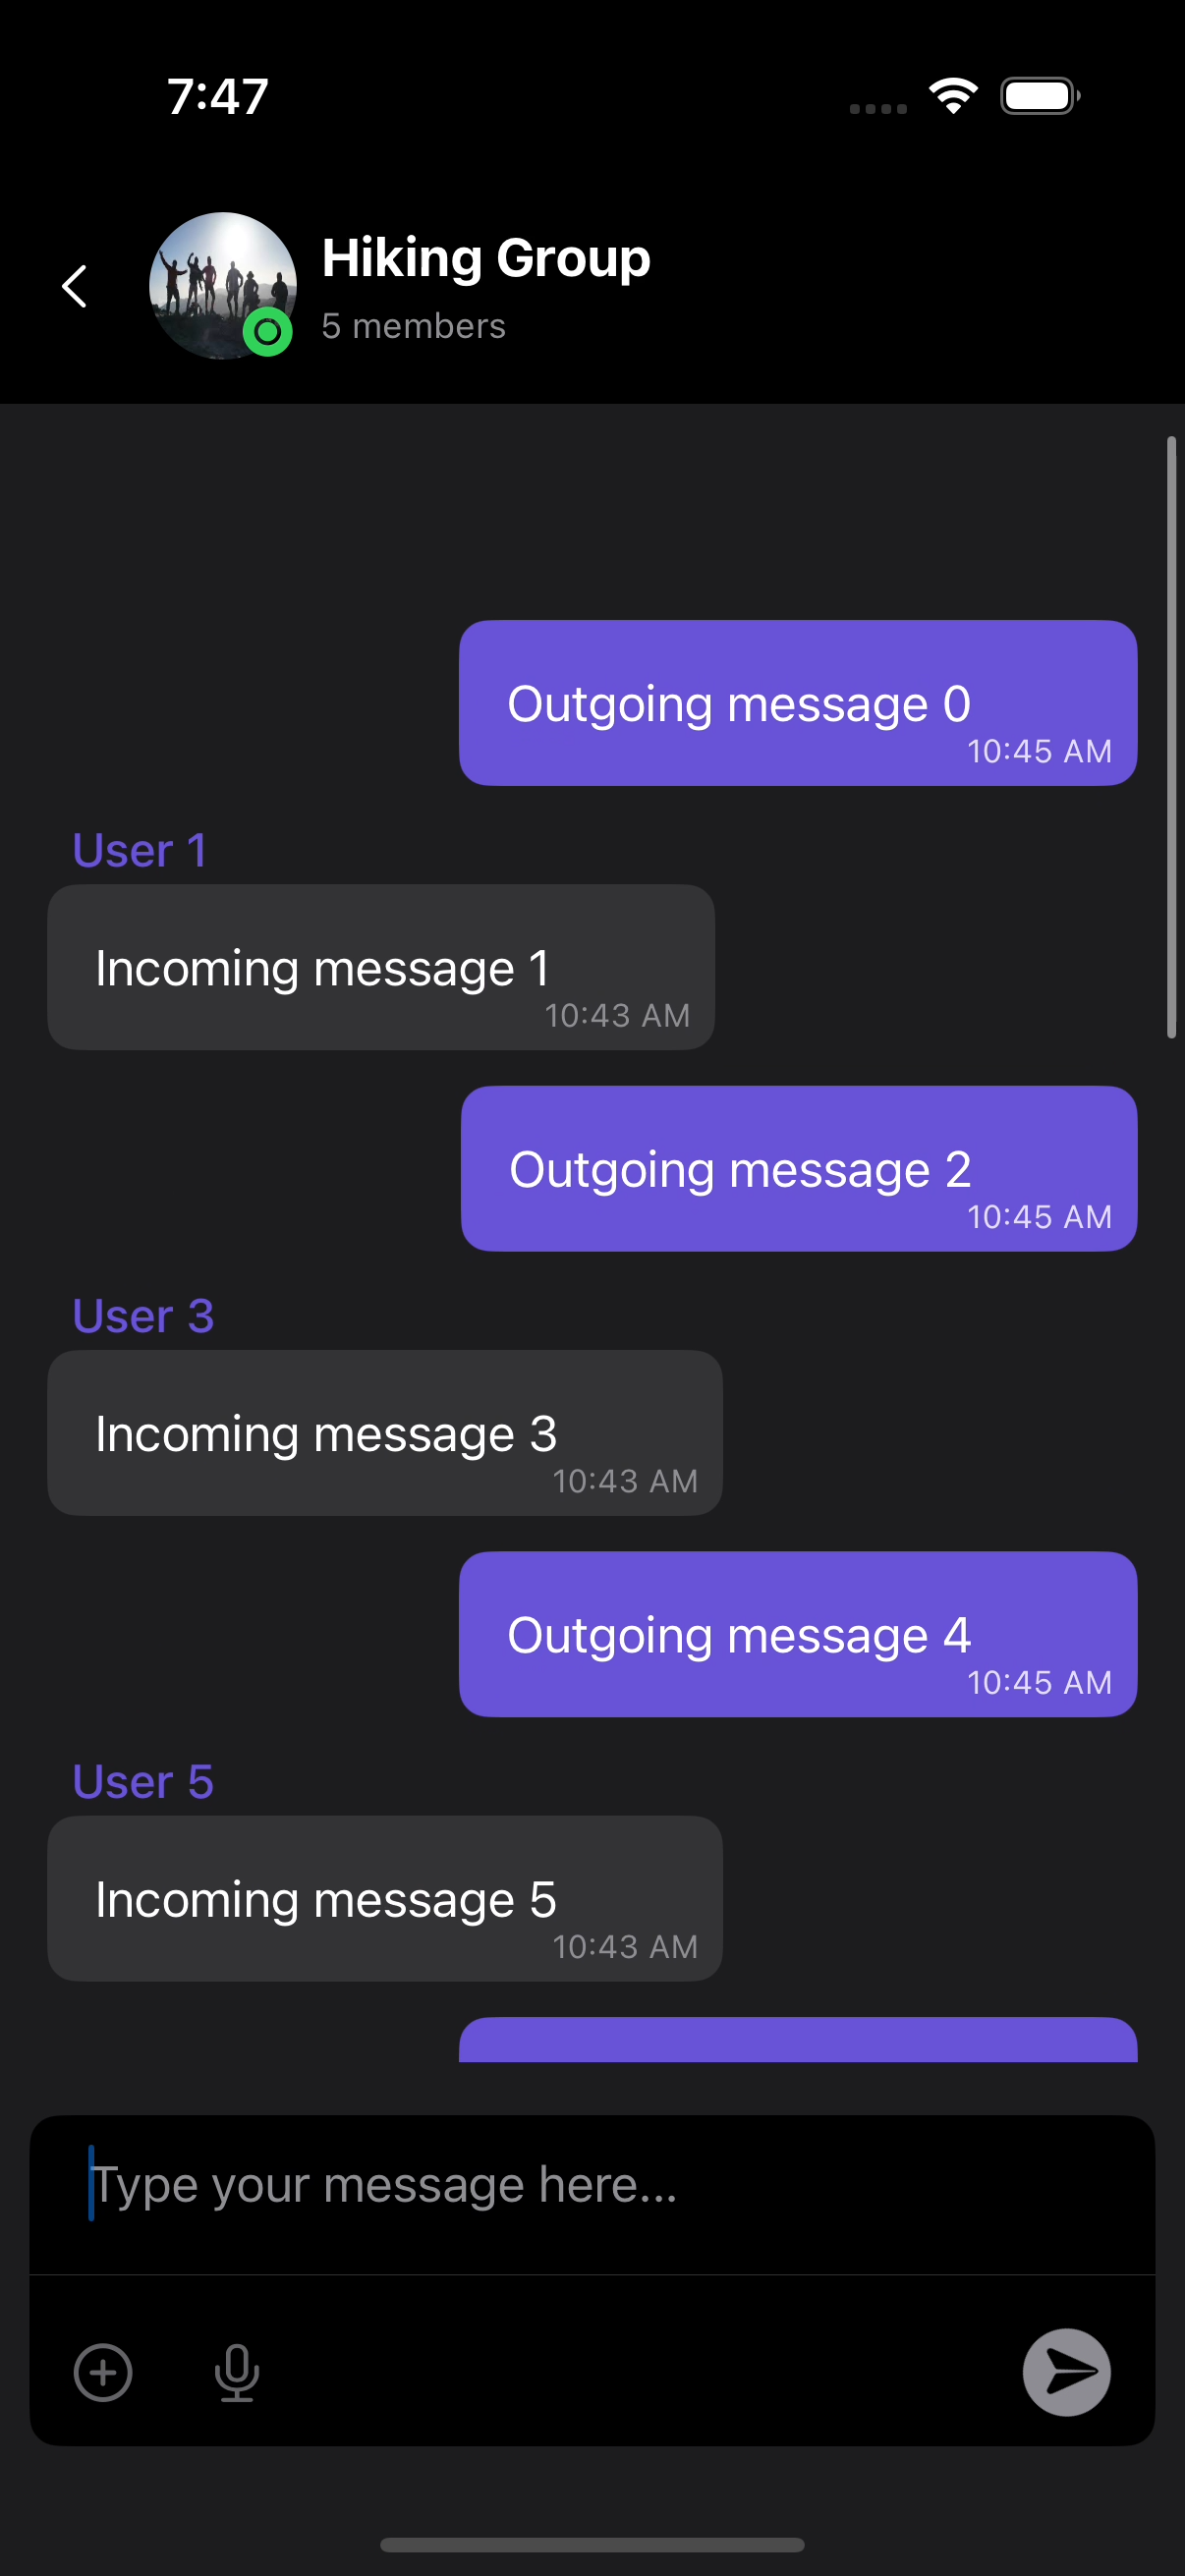 7:47
Hiking Group
5 members
Outgoing message 0
10:45 AM
User 1
Incoming message 1
10:43 AM
Outgoing message 2
10:45 AM
User 3
Incoming message 3
10:43 AM
Outgoing message 4
10:45 AM
User 5
Incoming message 5
10:43 AM
Type your message here...